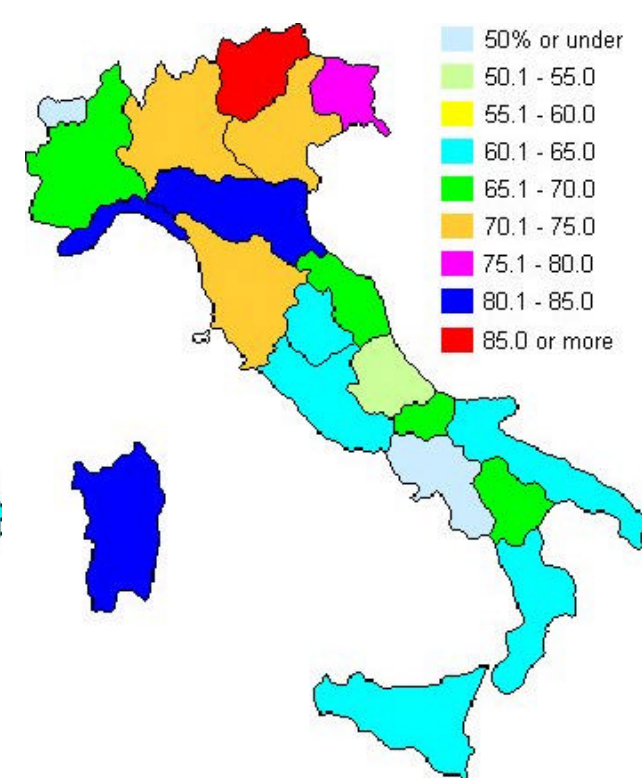 50% or under
50.1 - 55.0
55.1 - 60.0
60.1 - 65.0
65.1 - 70.0
70.1 - 75.0
75.1 - 80.0
80.1 - 85.0
85.0 or more